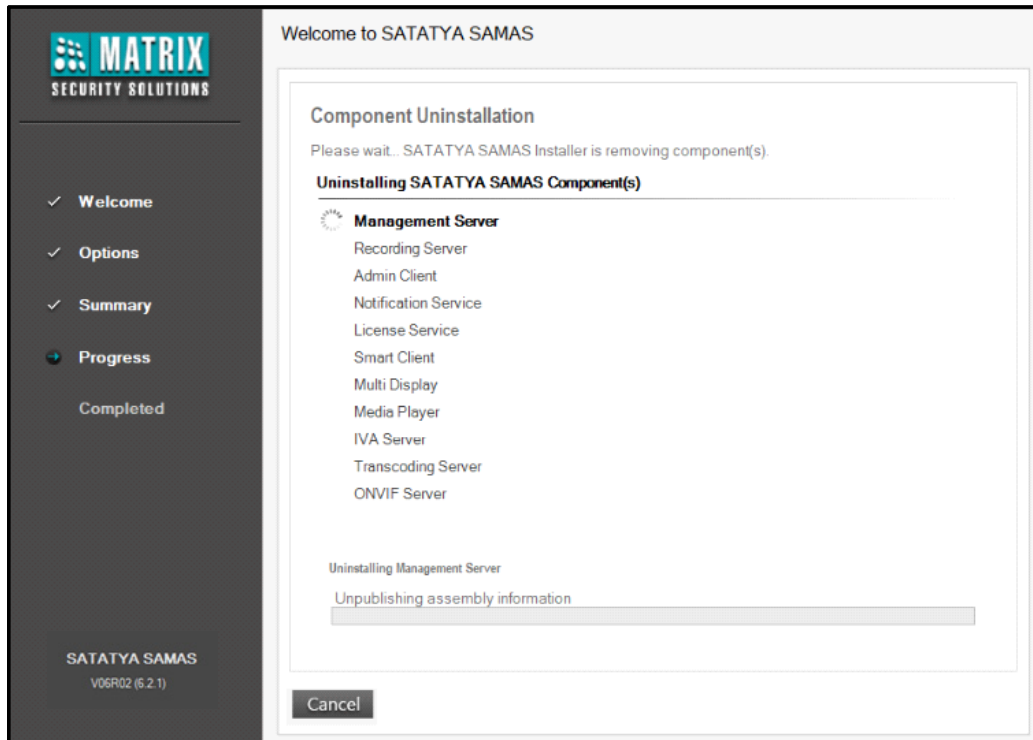 MATRIX
SECURITY SOLUTIONS
Welcome
Options
Summary
Progress
Completed
SATATYA SAMAS
V06R02 (6.2.1)
Welcome to SATATYA SAMAS
Component Uninstallation
Please wait... SATATYA SAMAS Installer is removing component(s).
Uninstalling SATATYA SAMAS Component(s)
Management Server
Recording Server
Admin Client
Notification Service
License Service
Smart Client
Multi Display
Media Player
IVA Server
Transcoding Server
ONVIF Server
Uninstalling Management Server
Unpublishing assembly information
Cancel